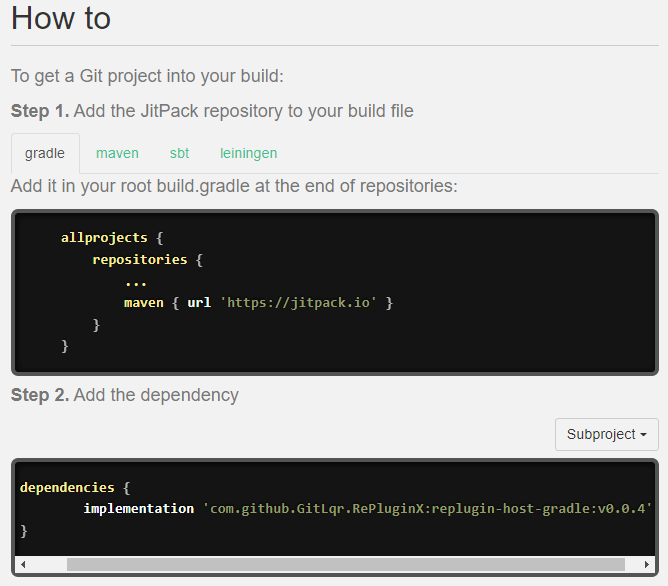 How to
To get a Git project into your build:
Step 1. Add the JitPack repository to your build file
gradle maven sbt leiningen
Add it in your root build.gradle at the end of repositories:
allprojects {
repositories {
...
maven { url 'https://jitpack.io' }
}
}
Step 2. Add the dependency
Subproject
dependencies {
implementation 'com.github.GitLqr.RePluginX:replugin-host-gradle:v0.0.4'
}